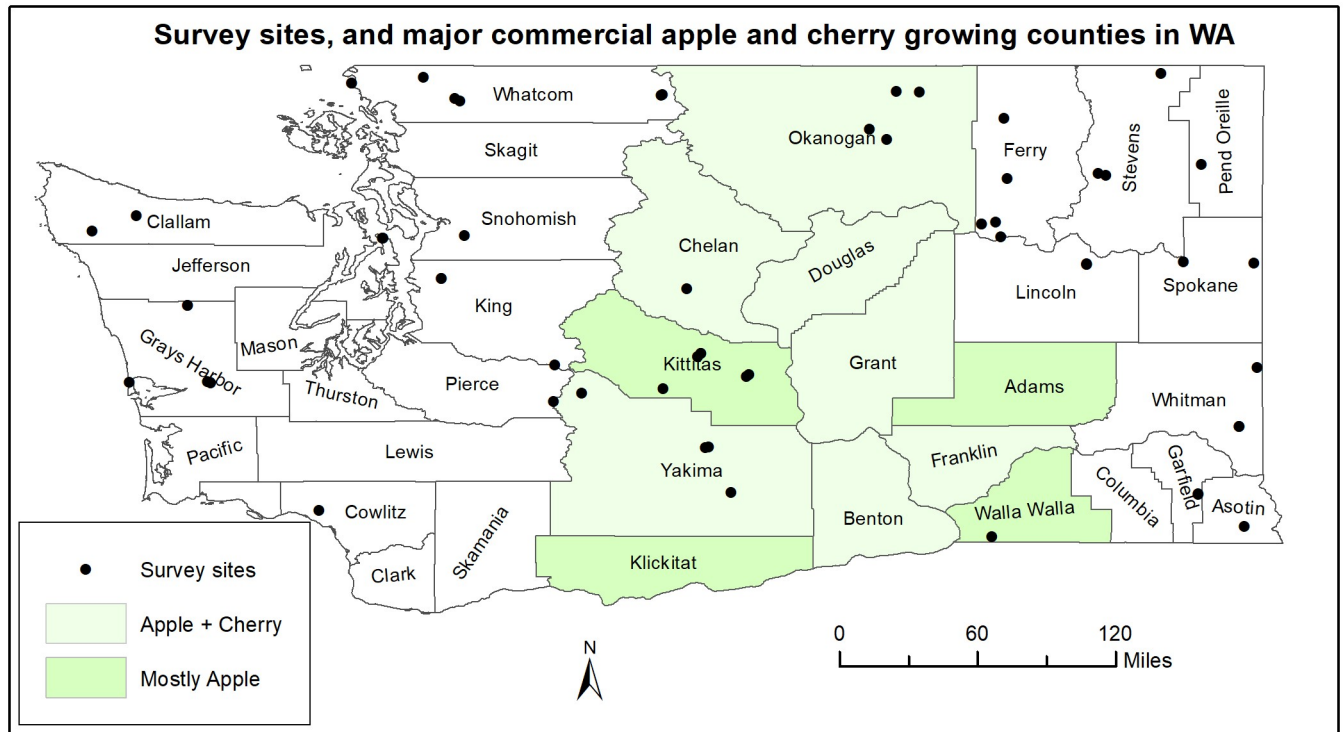 Survey sites, and major commercial apple and cherry growing counties in WA
Whatcom
Skagit
Okanogan
Ferry
Stevens
Pend Oreille
Clallam
Snohomish
Chelan
Douglas
Jefferson
King
Lincoln
Spokane
Grays Harbor
Mason
Kittitas
Grant
Adams
Thurston
Pierce
Whitman
Pacific
Lewis
Yakima
Franklin
Columbia
Garfield
Asotin
Cowlitz
Skamania
Benton
Walla Walla
Clark
Klickitat
Survey sites
Apple + Cherry
Mostly Apple
N
0 60 120
Miles